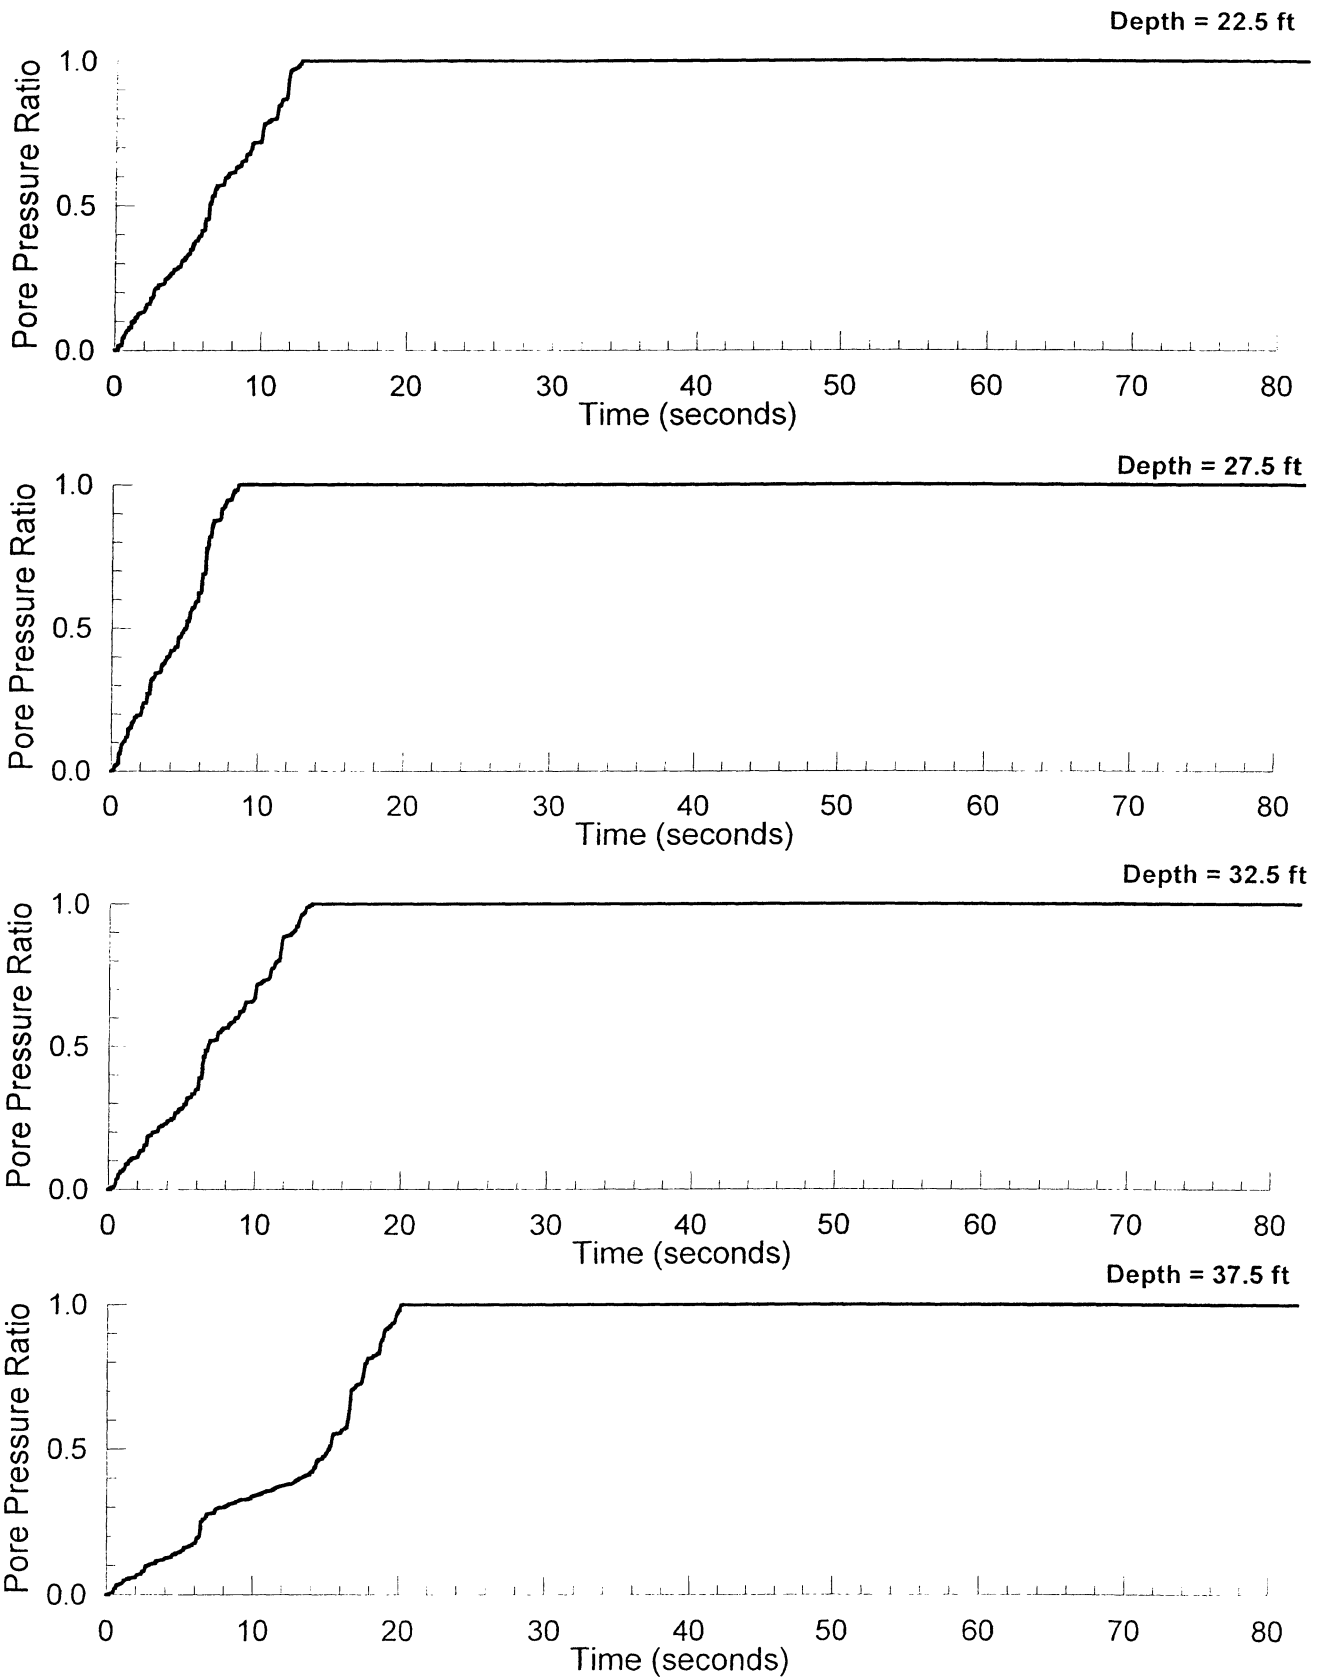 Depth = 22.5 ft
Pore Pressure Ratio
1.0
0.5
0.0
0 10 20 30 40 50 60 70 80
Time (seconds)
Depth = 27.5 ft
Pore Pressure Ratio
1.0
0.5
0.0
0 10 20 30 40 50 60 70 80
Time (seconds)
Depth = 32.5 ft
Pore Pressure Ratio
1.0
0.5
0.0
0 10 20 30 40 50 60 70 80
Time (seconds)
Depth = 37.5 ft
Pore Pressure Ratio
1.0
0.5
0.0
0 10 20 30 40 50 60 70 80
Time (seconds)